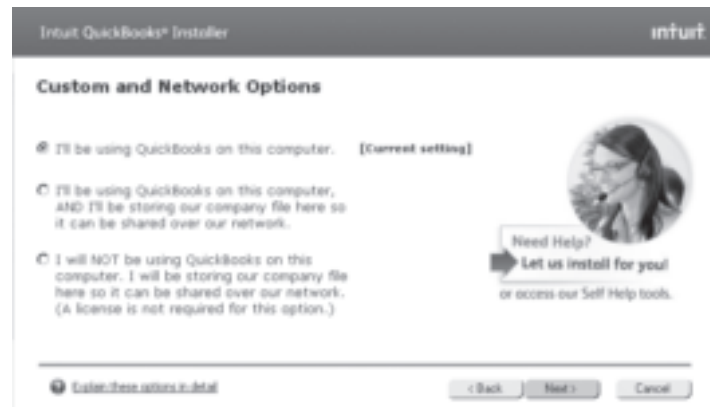 Intuit QuickBooks® Installer
intuit
Custom and Network Options
I'll be using QuickBooks on this computer. [Current setting]
I'll be using QuickBooks on this computer,
AND I'll be storing our company file here so
it can be shared over our network.
I will NOT be using QuickBooks on this
computer. I will be storing our company file
here so it can be shared over our network.
(A license is not required for this option.)
Need Help?
Let us install for you!
or access our Self Help tools.
Explain these options in detail
< Back
Next >
Cancel